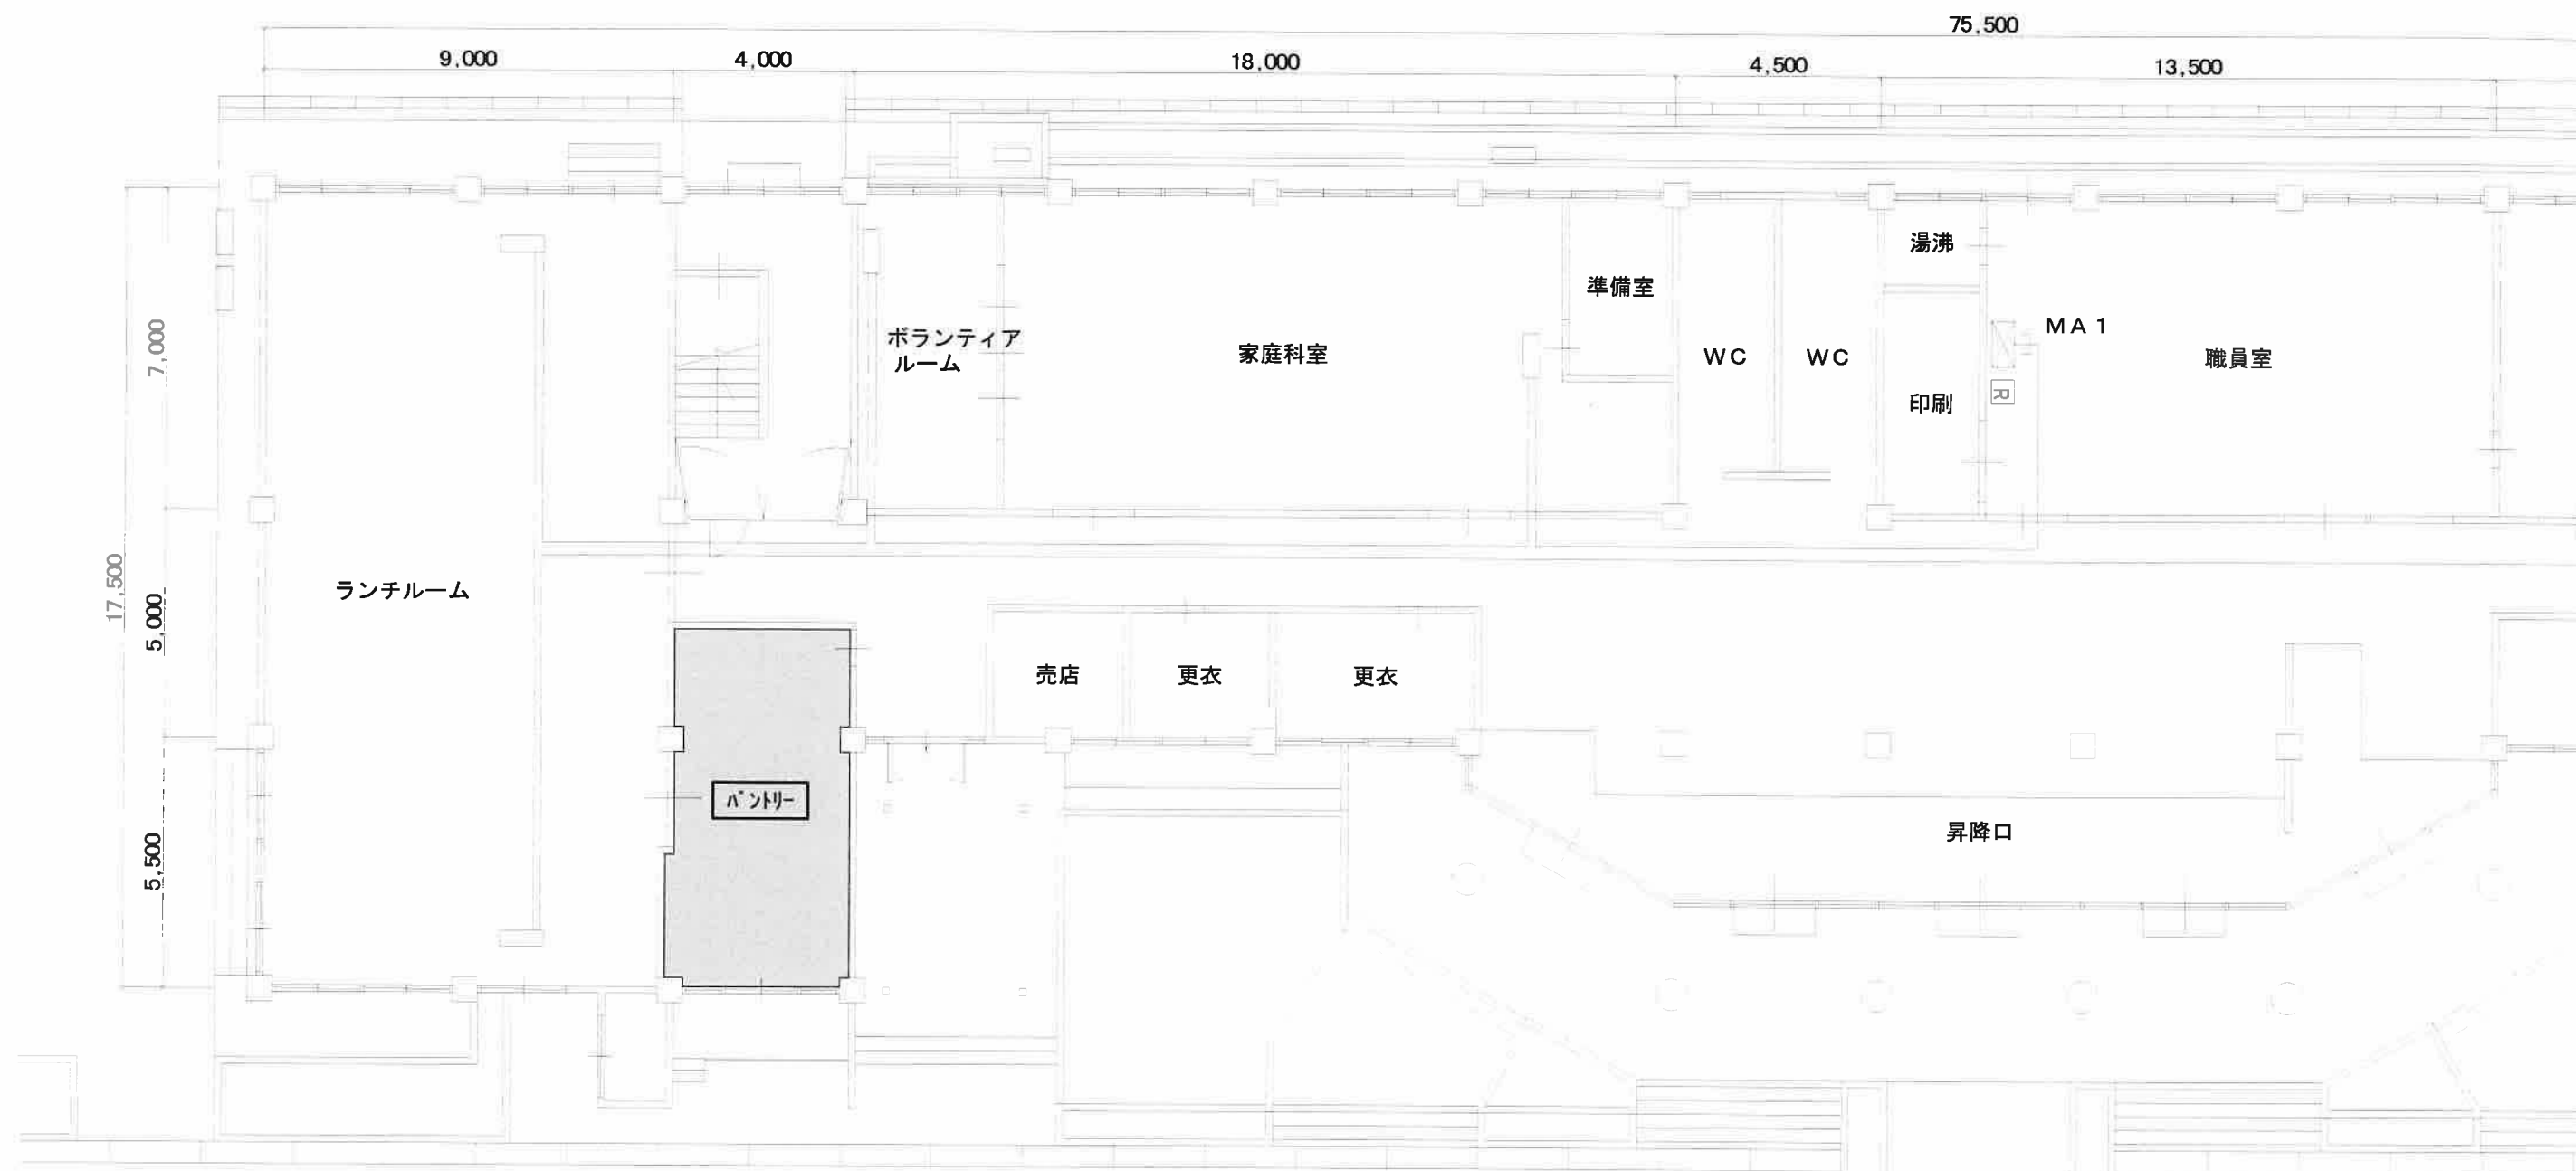 75,500
9,000
4,000
18,000
4,500
13,500
湯沸
準備室
MA1
ボランティア
ルーム
家庭科室
WC
WC
職員室
7,000
R
印刷
17,500
5,000
ランチルーム
売店
更衣
更衣
パントリー
昇降口
5,500